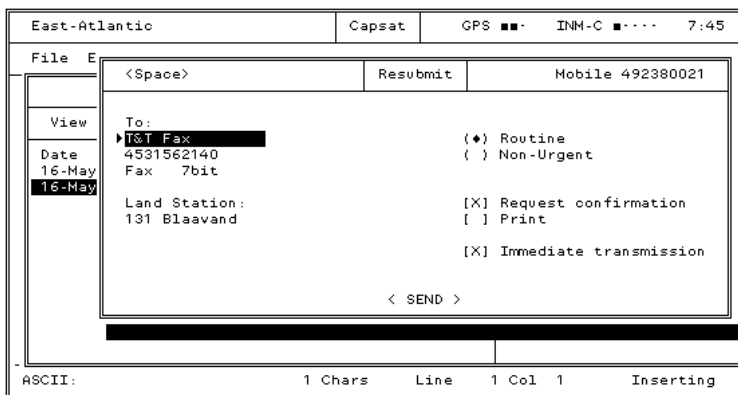 East-Atlantic Capsat GPS ■■· INM-C ■···· 7:45
File E
<Space> Resubmit Mobile 492380021
View
To:
T&T Fax (♦) Routine
Date 4531562140 ( ) Non-Urgent
16-May Fax 7bit
16-May
Land Station: [X] Request confirmation
131 Blaavand [ ] Print
[X] Immediate transmission
< SEND >
ASCII: 1 Chars Line 1 Col 1 Inserting